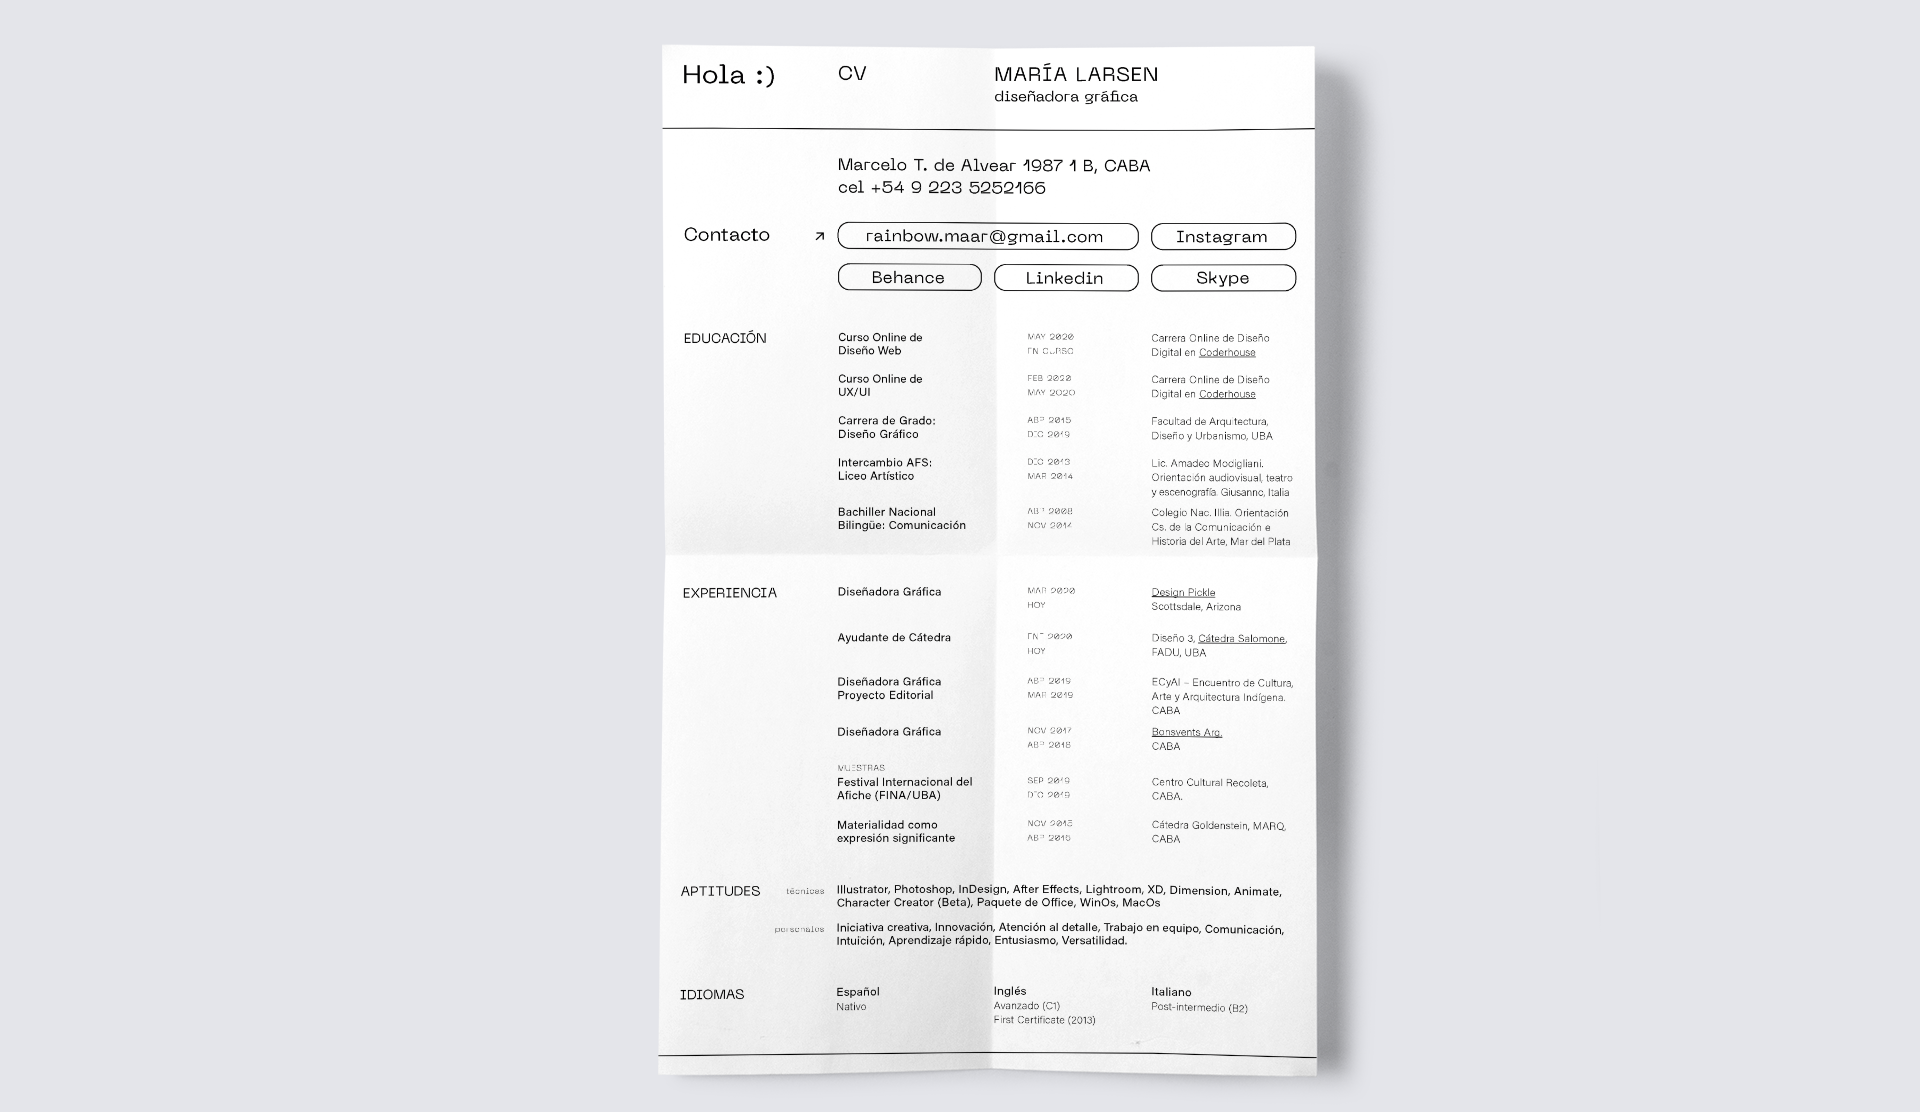 Hola :)
CV
MARÍA LARSEN
diseñadora gráfica
Marcelo T. de Alvear 1987 1 B, CABA
cel +54 9 223 5252166
Contacto
rainbow.maar@gmail.com
Instagram
Behance
Linkedin
Skype
EDUCACIÓN
Curso Online de
Diseño Web
MAY 2020
EN CURSO
Carrera Online de Diseño
Digital en Coderhouse
Curso Online de
UX/UI
FEB 2020
MAY 2020
Carrera Online de Diseño
Digital en Coderhouse
Carrera de Grado:
Diseño Gráfico
ABR 2015
DIC 2019
Facultad de Arquitectura,
Diseño y Urbanismo, UBA
Intercambio AFS:
Liceo Artístico
DIC 2013
MAR 2014
Lic. Amadeo Modigliani.
Orientación audiovisual, teatro
y escenografía. Giusanno, Italia
Bachiller Nacional
Bilingüe: Comunicación
ABR 2008
NOV 2014
Colegio Nac. Illia. Orientación
Cs. de la Comunicación e
Historia del Arte, Mar del Plata
EXPERIENCIA
Diseñadora Gráfica
MAR 2020
HOY
Design Pickle
Scottsdale, Arizona
Ayudante de Cátedra
ENE 2020
HOY
Diseño 3, Cátedra Salomone,
FADU, UBA
Diseñadora Gráfica
Proyecto Editorial
ABR 2019
MAR 2019
ECyAI – Encuentro de Cultura,
Arte y Arquitectura Indígena.
CABA
Diseñadora Gráfica
NOV 2017
ABR 2018
Bonsvents Arg.
CABA
MUESTRAS
Festival Internacional del
Afiche (FINA/UBA)
SEP 2019
DIC 2019
Centro Cultural Recoleta,
CABA.
Materialidad como
expresión significante
NOV 2015
ABR 2016
Cátedra Goldenstein, MARQ,
CABA
APTITUDES
técnicas
Illustrator, Photoshop, InDesign, After Effects, Lightroom, XD, Dimension, Animate,
Character Creator (Beta), Paquete de Office, WinOs, MacOs
personales
Iniciativa creativa, Innovación, Atención al detalle, Trabajo en equipo, Comunicación,
Intuición, Aprendizaje rápido, Entusiasmo, Versatilidad.
IDIOMAS
Español
Nativo
Inglés
Avanzado (C1)
First Certificate (2013)
Italiano
Post-intermedio (B2)